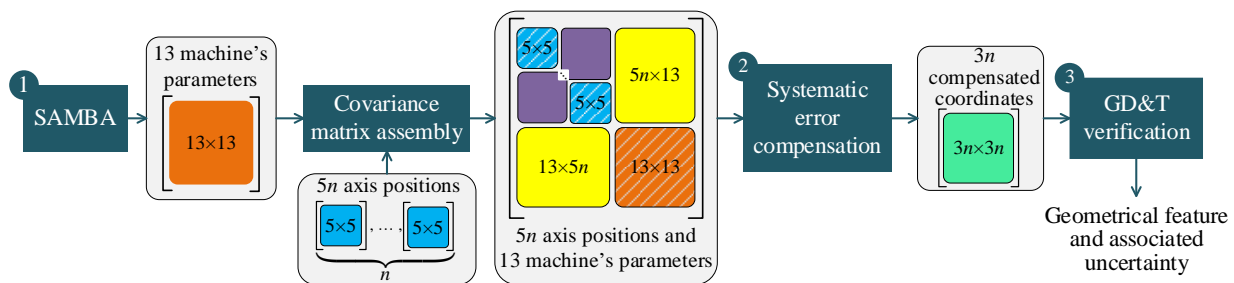 1
SAMBA
13 machine's
parameters
13×13
Covariance
matrix assembly
5n axis positions
5×5 , … , 5×5
n
5×5
5n×13
5×5
13×5n
13×13
5n axis positions and
13 machine's parameters
2
Systematic
error
compensation
3n
compensated
coordinates
3n×3n
3
GD&T
verification
Geometrical feature
and associated
uncertainty